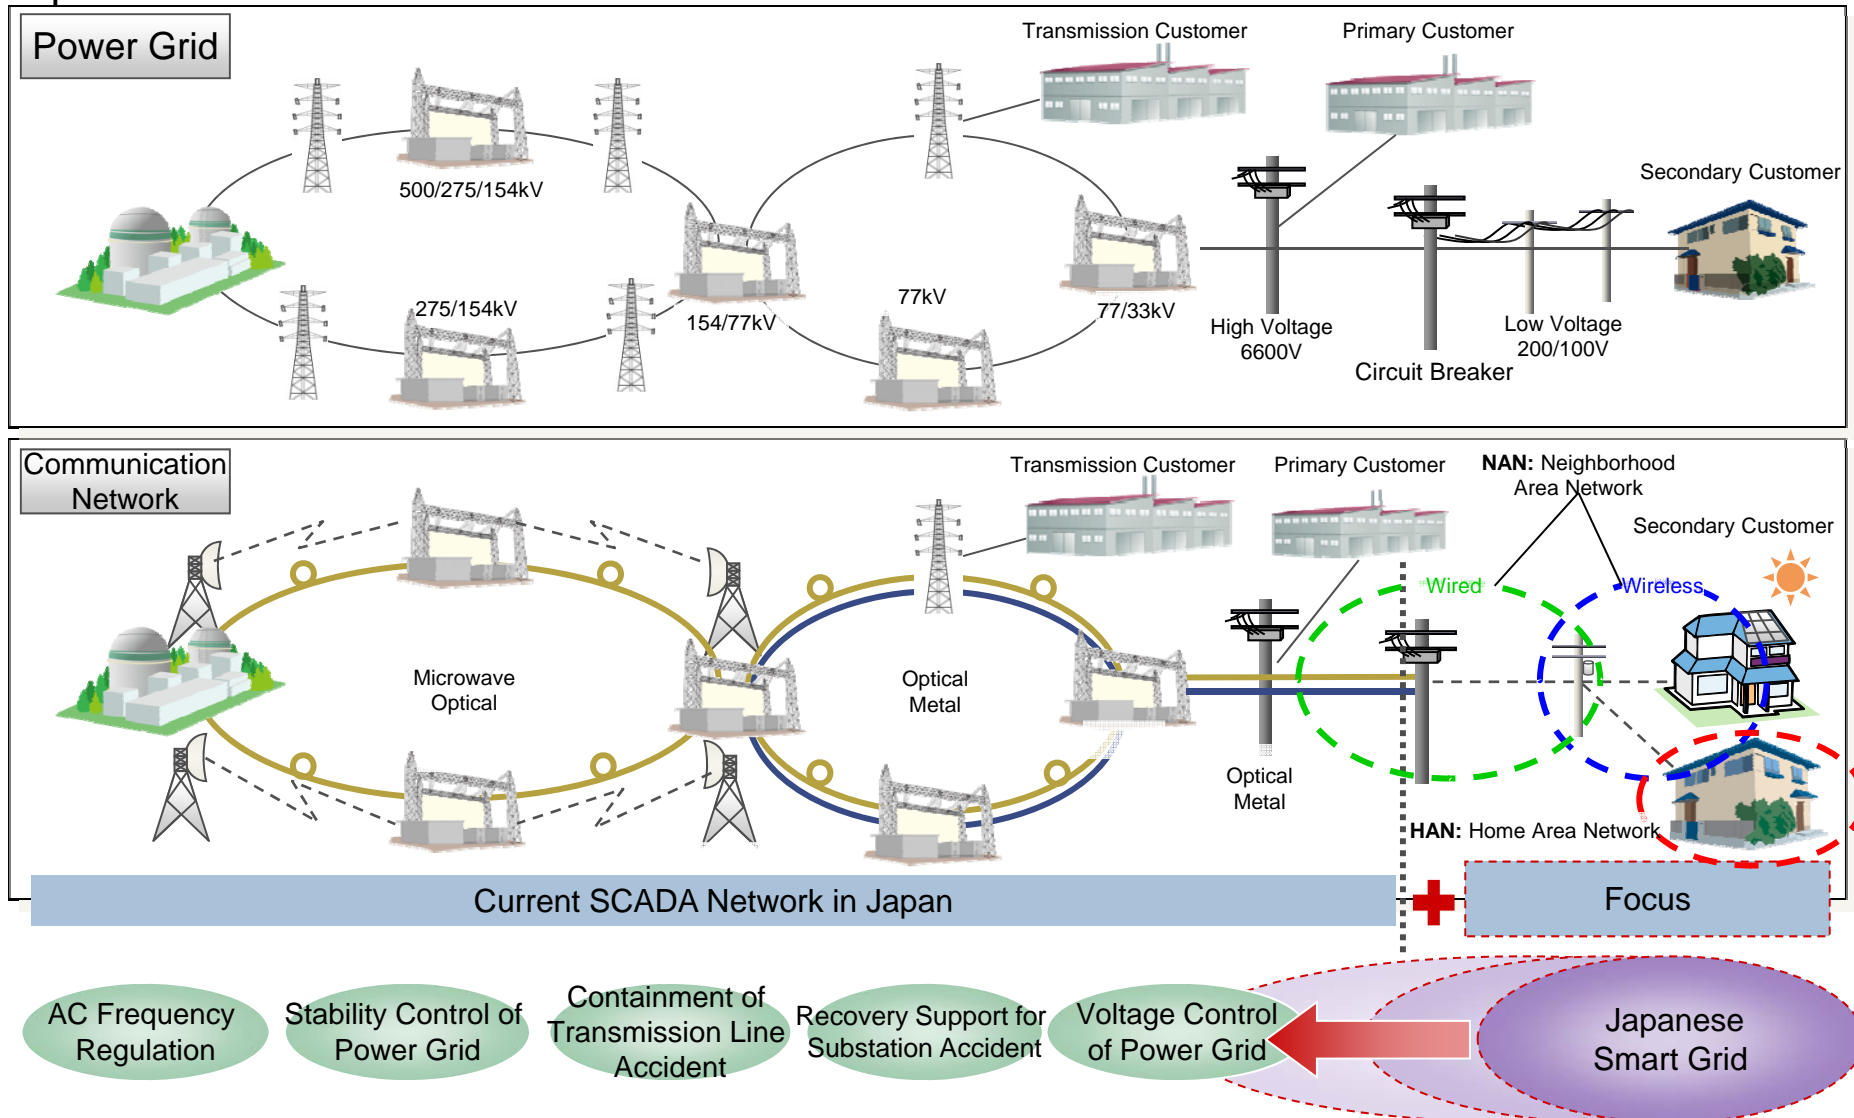 Power Grid
Transmission Customer
Primary Customer
500/275/154kV
Secondary Customer
275/154kV
154/77kV
77kV
77/33kV
High Voltage
6600V
Low Voltage
200/100V
Circuit Breaker
Communication
Network
Transmission Customer
Primary Customer
NAN: Neighborhood
Area Network
Secondary Customer
Wired
Wireless
Microwave
Optical
Optical
Metal
Optical
Metal
HAN: Home Area Network
Current SCADA Network in Japan
Focus
AC Frequency
Regulation
Stability Control of
Power Grid
Containment of
Transmission Line
Accident
Recovery Support for
Substation Accident
Voltage Control
of Power Grid
Japanese
Smart Grid